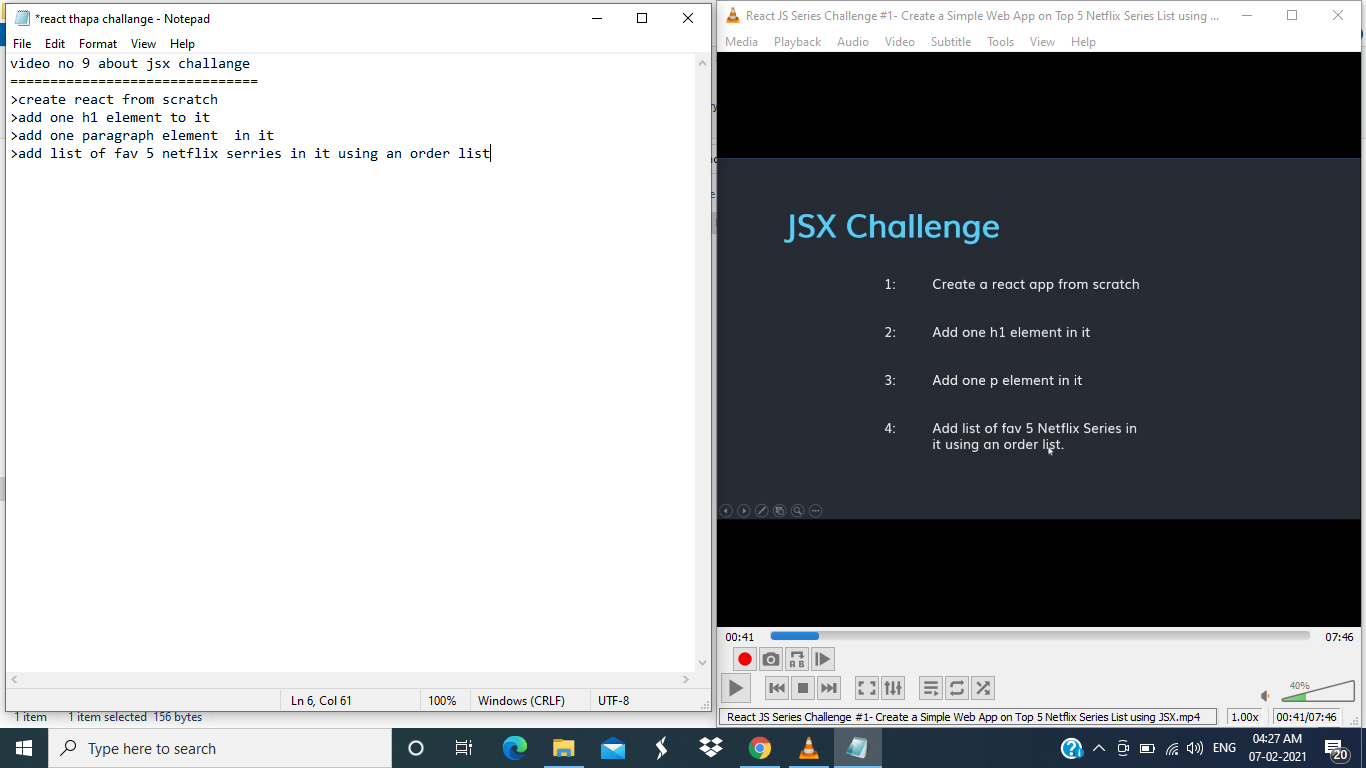 *react thapa challange - Notepad
File Edit Format View Help
video no 9 about jsx challange
===============================
>create react from scratch
>add one h1 element to it
>add one paragraph element  in it
>add list of fav 5 netflix serries in it using an order list
Ln 6, Col 61
100%
Windows (CRLF)
UTF-8
1 item
1 item selected 156 bytes
React JS Series Challenge #1- Create a Simple Web App on Top 5 Netflix Series List using ...
Media Playback Audio Video Subtitle Tools View Help
JSX Challenge
1: Create a react app from scratch
2: Add one h1 element in it
3: Add one p element in it
4: Add list of fav 5 Netflix Series in
it using an order list.
00:41
07:46
A B
40%
React JS Series Challenge #1- Create a Simple Web App on Top 5 Netflix Series List using JSX.mp4
1.00x
00:41/07:46
Type here to search
ENG
04:27 AM
07-02-2021
20